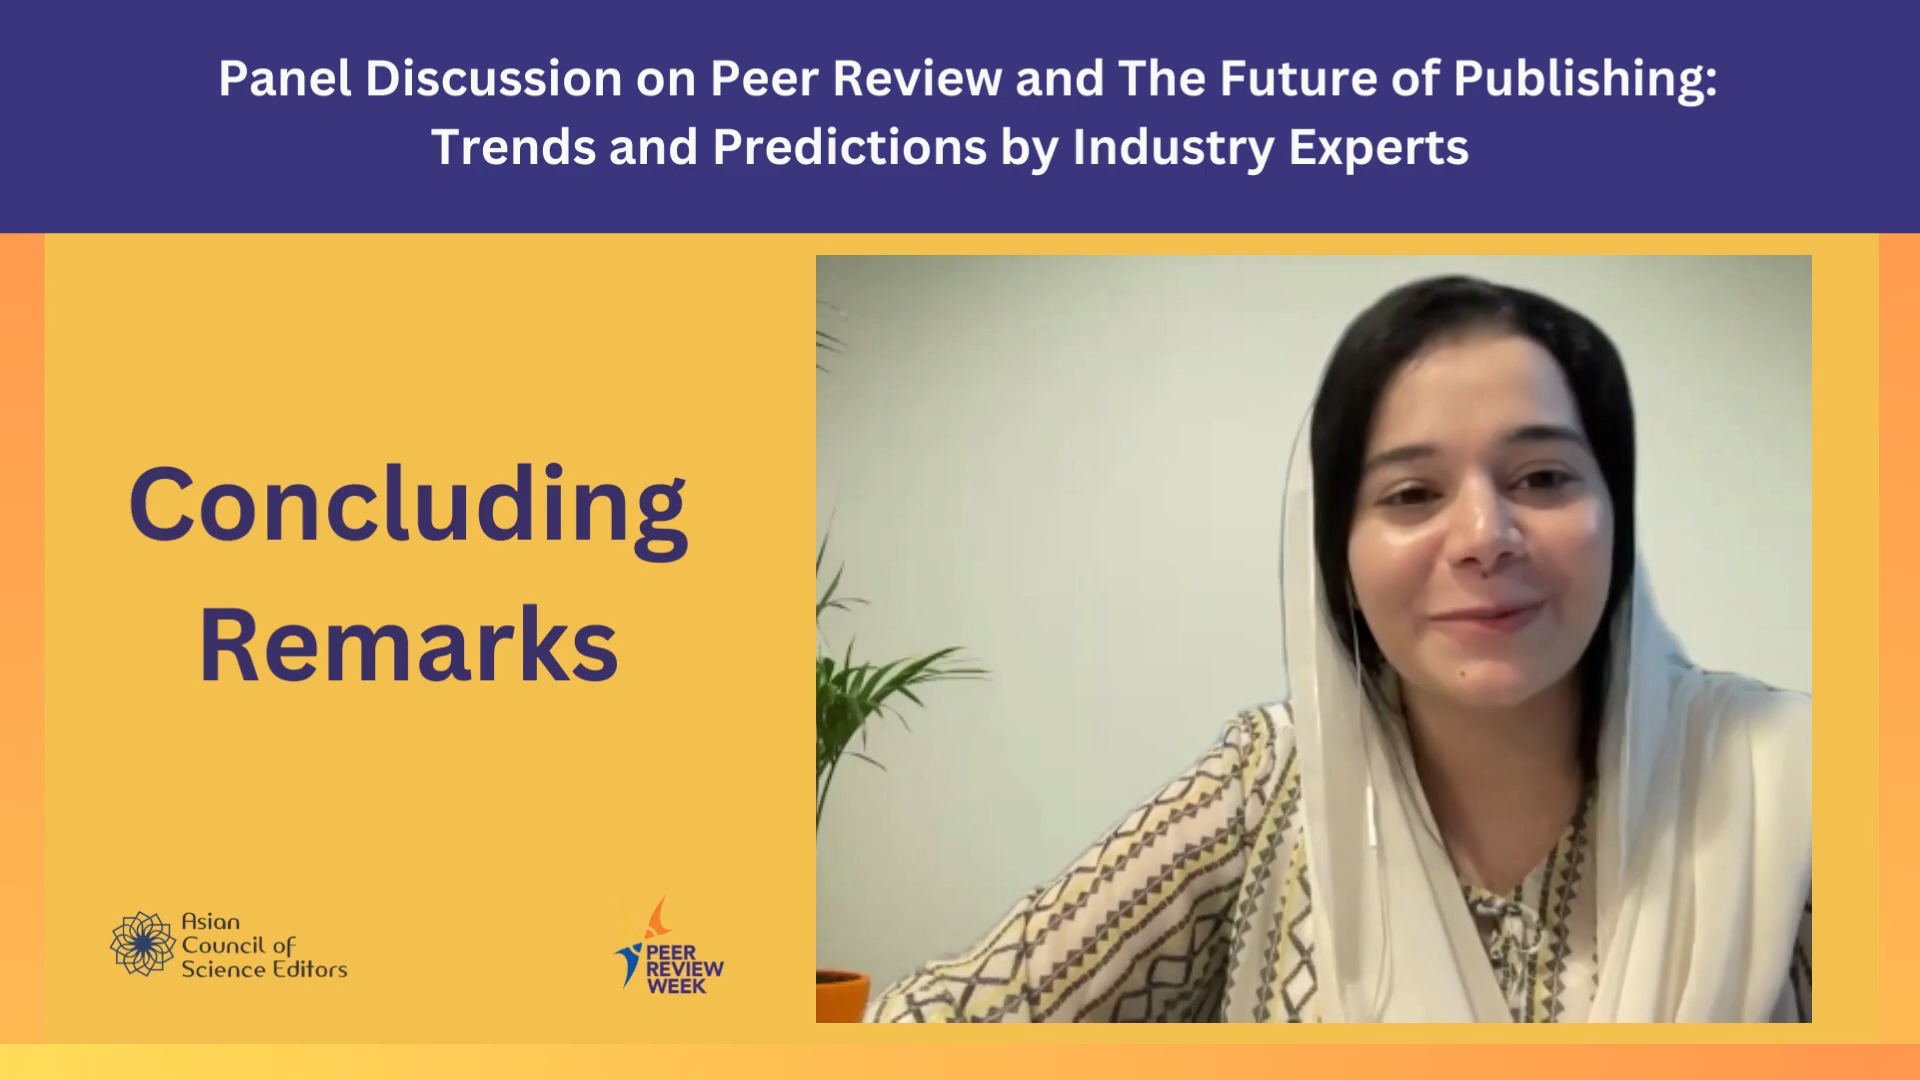 Panel Discussion on Peer Review and The Future of Publishing:
Trends and Predictions by Industry Experts
Concluding
Remarks
Asian
Council of
Science Editors
PEER
REVIEW
WEEK